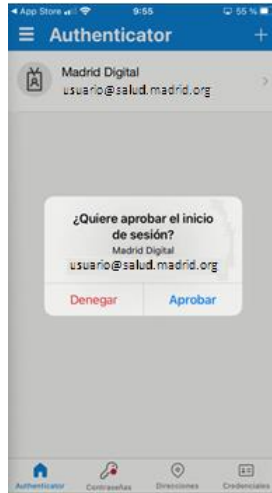 App Store 9:55 55 %
Authenticator
Madrid Digital
usuario@salud.madrid.org
¿Quiere aprobar el inicio
de sesión?
Madrid Digital
usuario@salud.madrid.org
Denegar Aprobar
Authenticator Contraseñas Direcciones Credenciales